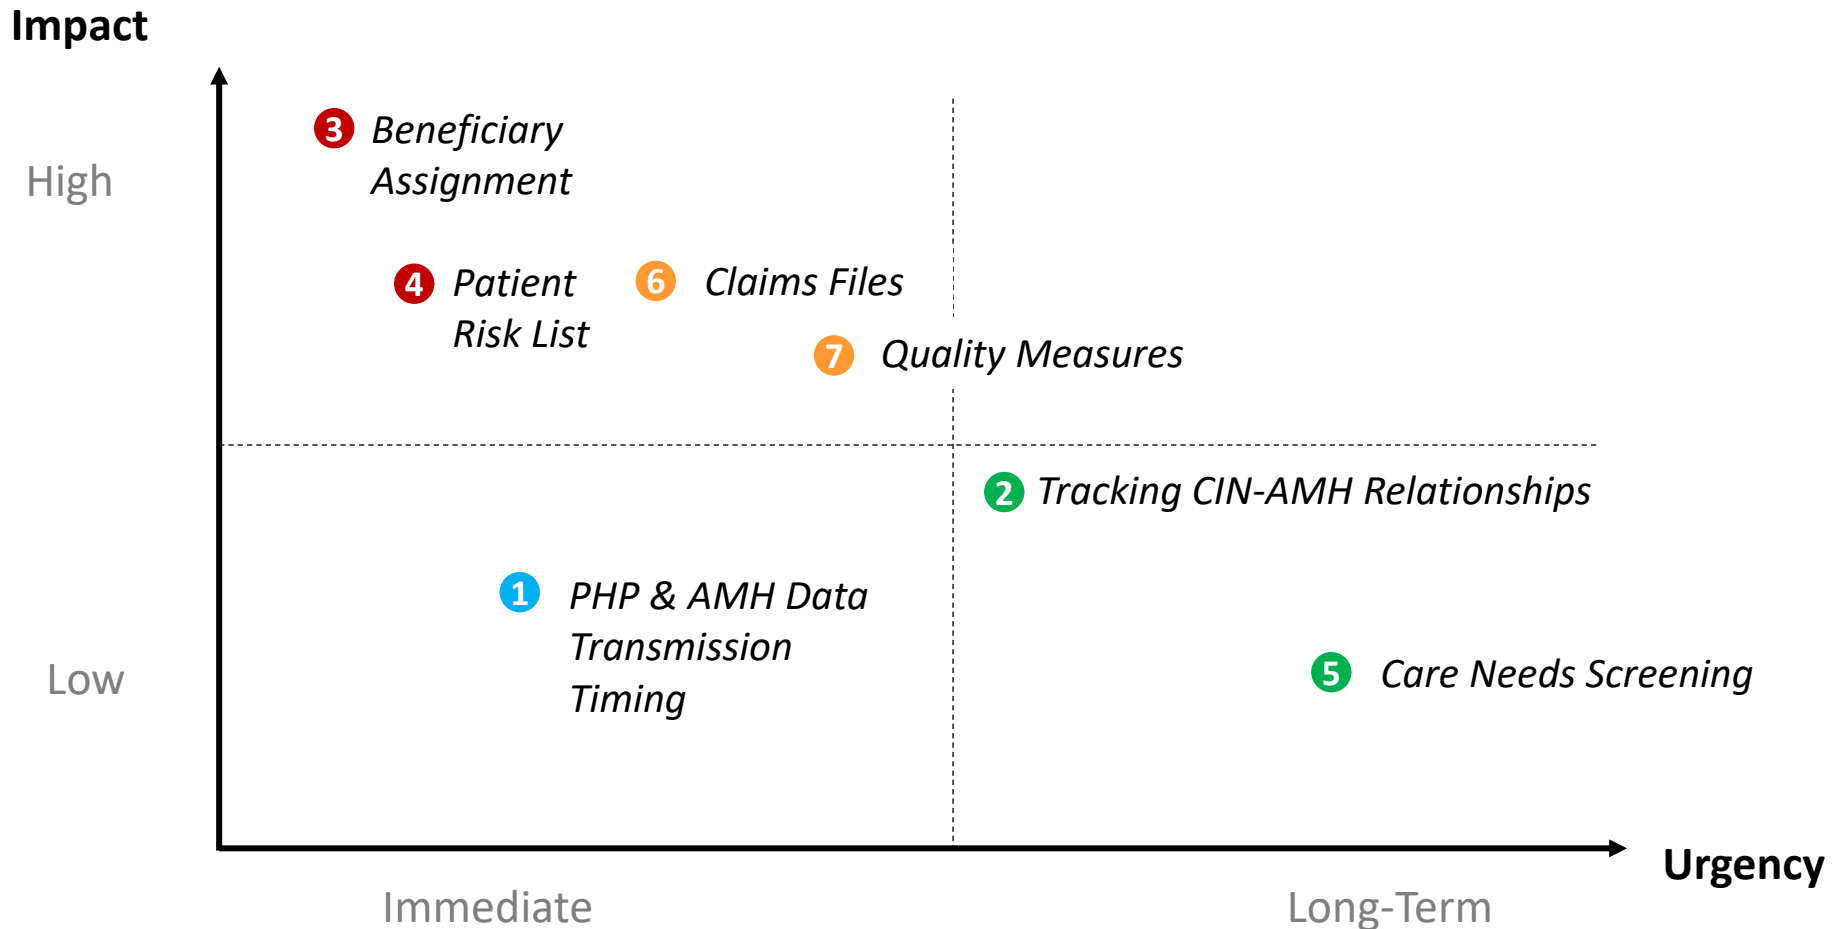 Impact
High
3 Beneficiary
Assignment
4 Patient
Risk List
6 Claims Files
7 Quality Measures
2 Tracking CIN-AMH Relationships
1 PHP & AMH Data
Transmission
Timing
Low
5 Care Needs Screening
Urgency
Immediate
Long-Term